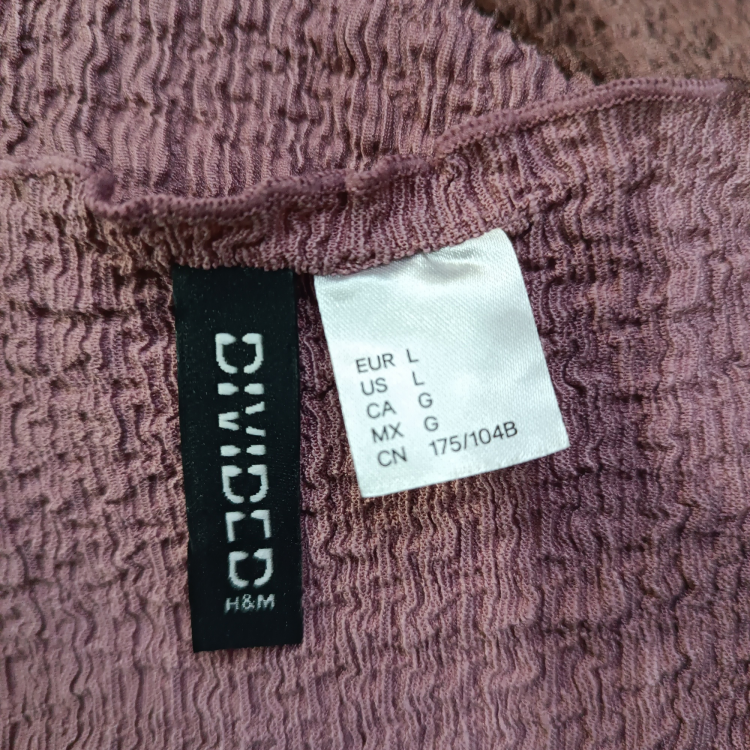 DIVIDED
H&M
EUR L
US L
CA G
MX G
CN 175/104B